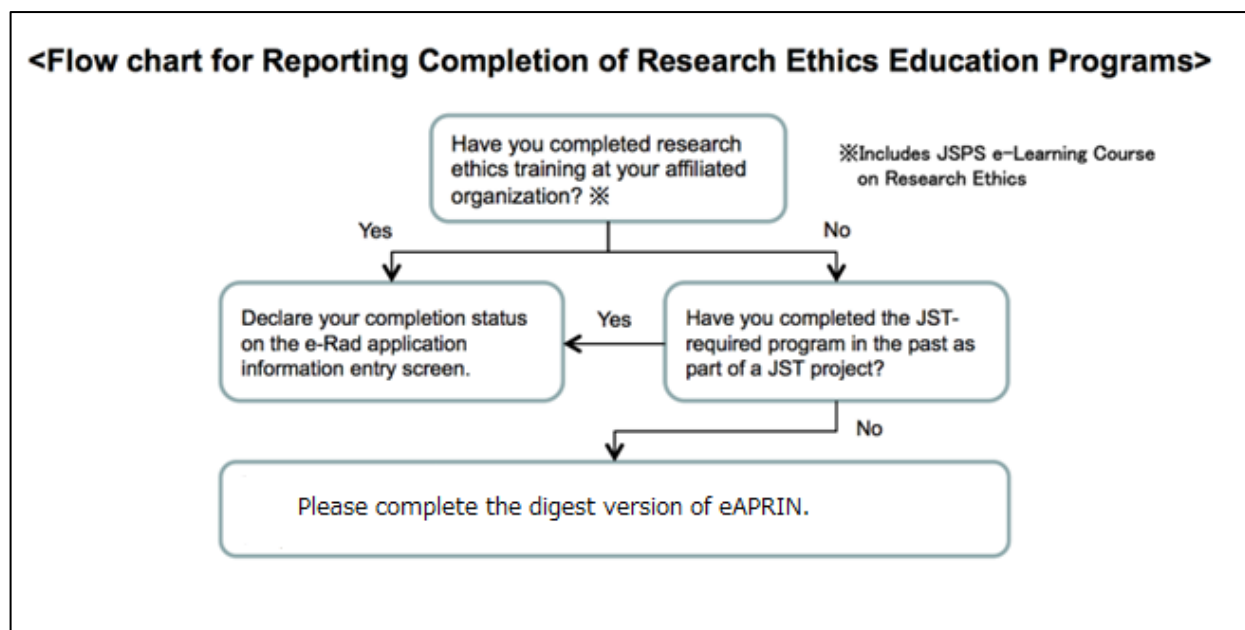 <Flow chart for Reporting Completion of Research Ethics Education Programs>
Have you completed research
ethics training at your affiliated
organization? ※
※Includes JSPS e-Learning Course
on Research Ethics
Yes
No
Declare your completion status
on the e-Rad application
information entry screen.
Yes
Have you completed the JST-
required program in the past as
part of a JST project?
No
Please complete the digest version of eAPRIN.